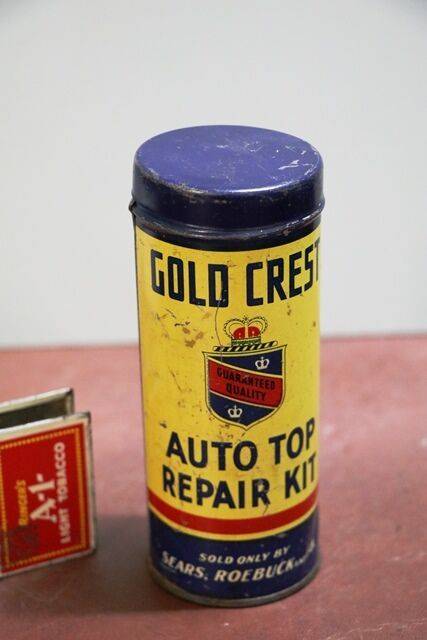 GOLD CREST
GUARANTEED
QUALITY
AUTO TOP
REPAIR KIT
SOLD ONLY BY
SEARS, ROEBUCK
A-1
LIGHT TOBACCO